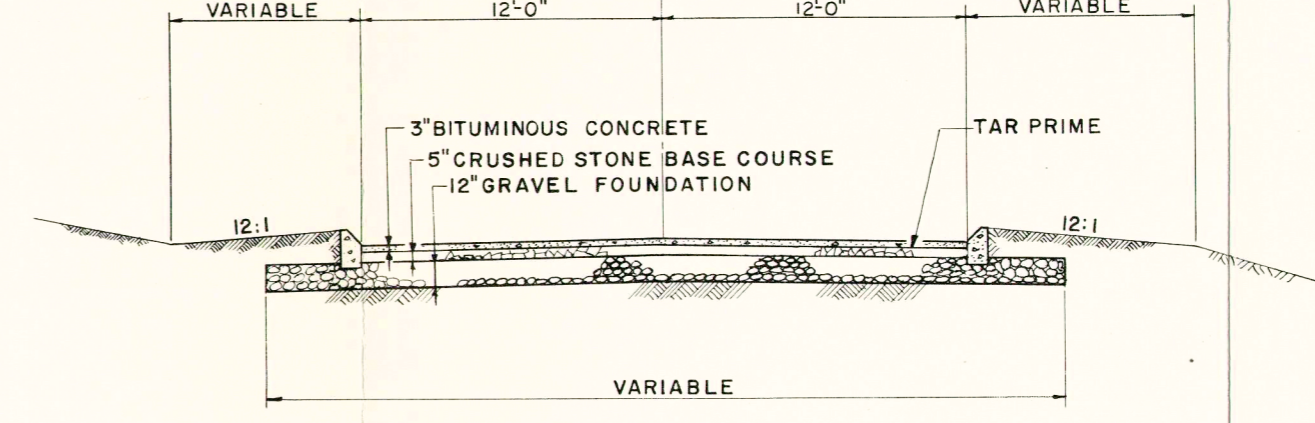 VARIABLE 12'-0" 12'-0" VARIABLE
3" BITUMINOUS CONCRETE TAR PRIME
5" CRUSHED STONE BASE COURSE
12" GRAVEL FOUNDATION
12:1 12:1
VARIABLE